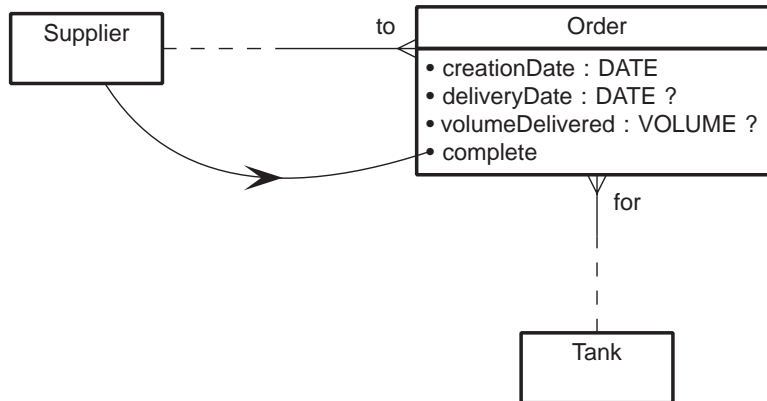 Supplier
to
Order
• creationDate : DATE
• deliveryDate : DATE ?
• volumeDelivered : VOLUME ?
• complete
for
Tank